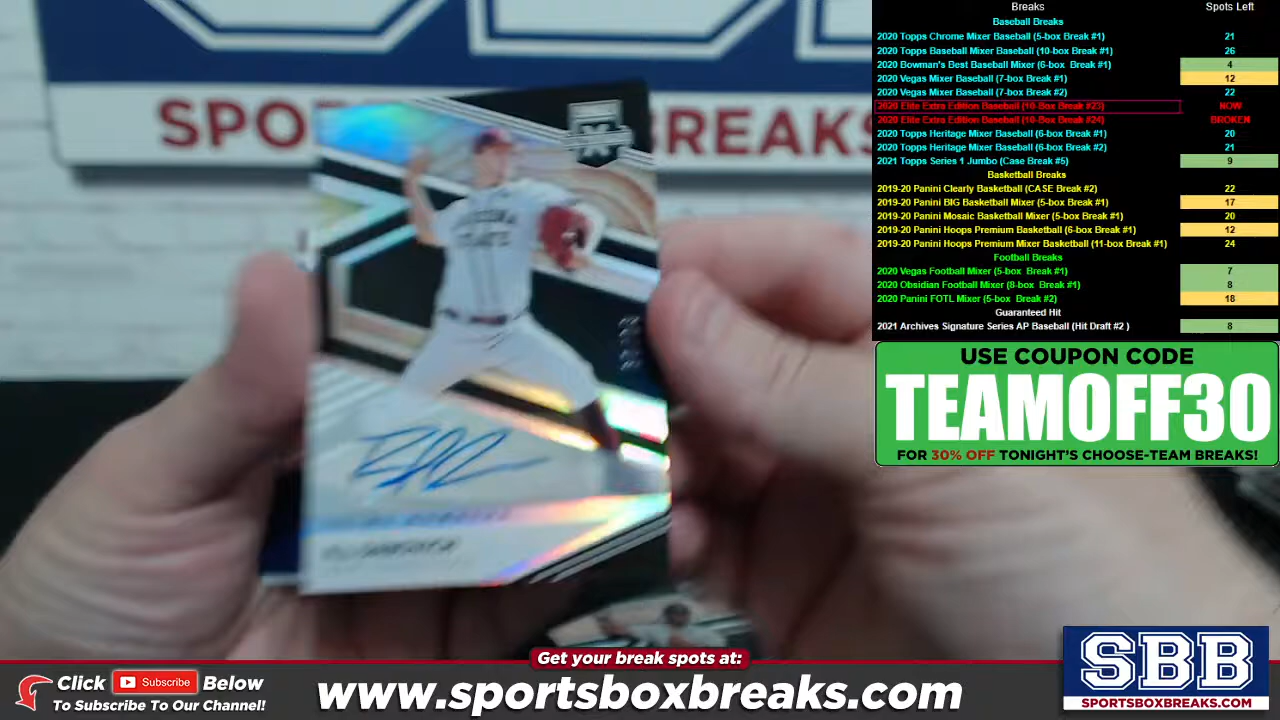 Breaks Spots Left
Baseball Breaks
2020 Topps Chrome Mixer Baseball (5-box Break #1) 21
2020 Topps Baseball Mixer Baseball (10-box Break #1) 26
2020 Bowman's Best Baseball Mixer (6-box Break #1) 4
2020 Vegas Mixer Baseball (7-box Break #1) 12
2020 Vegas Mixer Baseball (7-box Break #2) 22
2020 Elite Extra Edition Baseball (10-Box Break #23) NOW
2020 Elite Extra Edition Baseball (10-Box Break #24) BROKEN
2020 Topps Heritage Mixer Baseball (6-box Break #1) 20
2020 Topps Heritage Mixer Baseball (6-box Break #2) 21
2021 Topps Series 1 Jumbo (Case Break #5) 9
Basketball Breaks
2019-20 Panini Clearly Basketball (CASE Break #2) 22
2019-20 Panini BIG Basketball Mixer (5-box Break #1) 17
2019-20 Panini Mosaic Basketball Mixer (5-box Break #1) 20
2019-20 Panini Hoops Premium Basketball (6-box Break #1) 12
2019-20 Panini Hoops Premium Mixer Basketball (11-box Break #1) 24
Football Breaks
2020 Vegas Football Mixer (5-box Break #1) 7
2020 Obsidian Football Mixer (8-box Break #1) 8
2020 Panini FOTL Mixer (5-box Break #2) 18
Guaranteed Hit
2021 Archives Signature Series AP Baseball (Hit Draft #2 ) 8
USE COUPON CODE
TEAMOFF30
FOR 30% OFF TONIGHT'S CHOOSE-TEAM BREAKS!
BREAKS
Get your break spots at:
Click Subscribe Below
To Subscribe To Our Channel!
www.sportsboxbreaks.com
SBB
SPORTSBOXBREAKS.COM